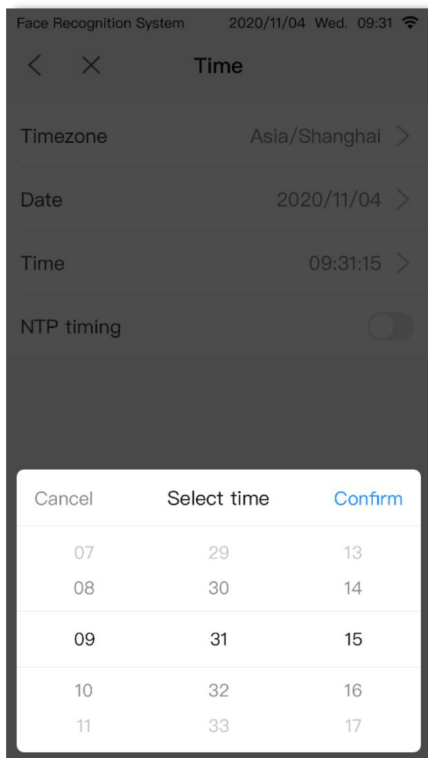 Face Recognition System 2020/11/04 Wed. 09:31
Time
Timezone Asia/Shanghai
Date 2020/11/04
Time 09:31:15
NTP timing
Cancel Select time Confirm
07 29 13
08 30 14
09 31 15
10 32 16
11 33 17